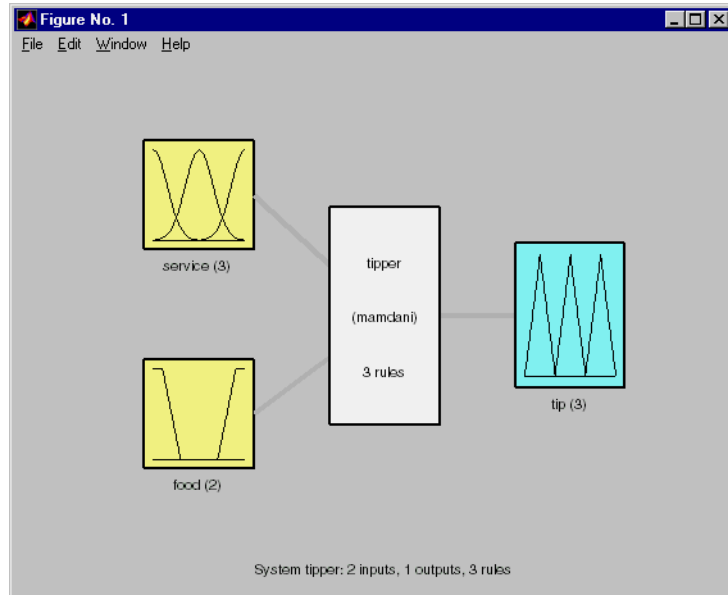 Figure No. 1
File Edit Window Help
service (3)
tipper
(mamdani)
3 rules
tip (3)
food (2)
System tipper: 2 inputs, 1 outputs, 3 rules